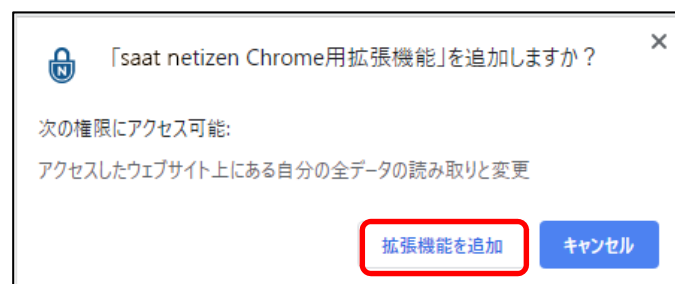 N
「saat netizen Chrome用拡張機能」を追加しますか？
次の権限にアクセス可能:
アクセスしたウェブサイト上にある自分の全データの読み取りと変更
拡張機能を追加
キャンセル